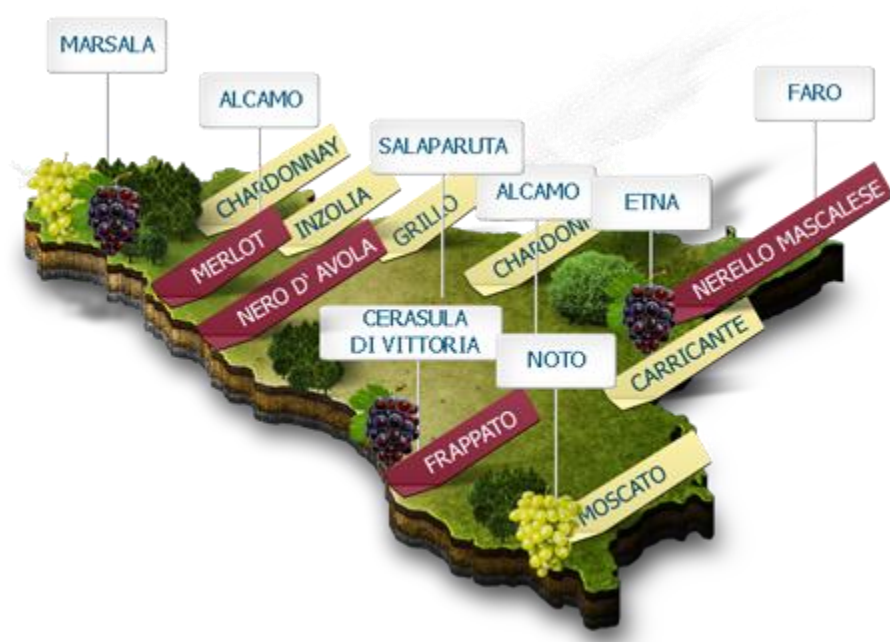 MARSALA
ALCAMO
FARO
SALAPARUTA
ALCAMO
ETNA
CHARDONNAY
INZOLIA
GRILLO
CHARDONN
MERLOT
NERO D' AVOLA
NERELLO MASCALESE
CERASULA
DI VITTORIA
NOTO
CARRICANTE
FRAPPATO
MOSCATO